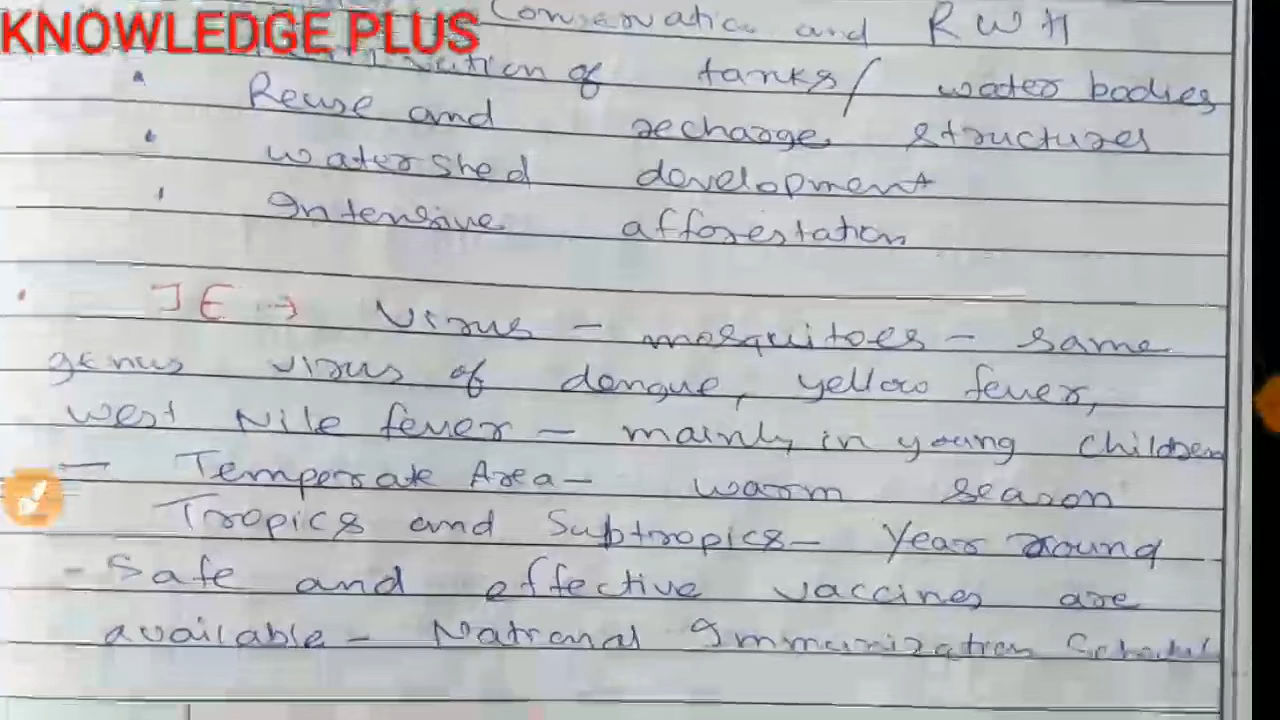 KNOWLEDGE PLUS
Conservation and RWH
of tanks/ water bodies
Reuse and recharge structures
watershed development
Intensive afforestation
JE → Virus - mosquitoes - same
genus virus of dengue, yellow fever,
west Nile fever - mainly in young children
- Temperate Area - warm season
Tropics and Subtropics - Year round
- Safe and effective vaccines are
available - National Immunization